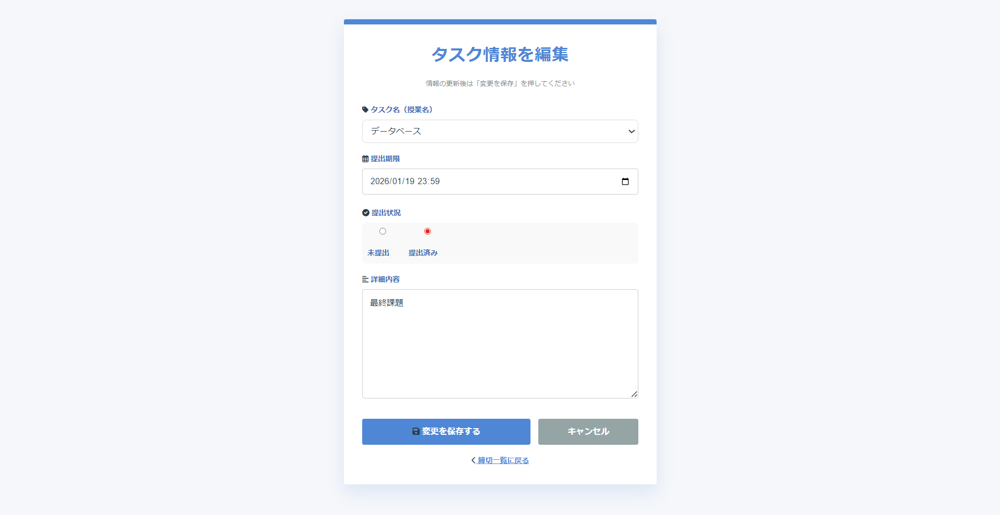 タスク情報を編集
情報の更新後は「変更を保存」を押してください
タスク名（授業名）
データベース
提出期限
2026/01/19 23:59
提出状況
未提出 提出済み
詳細内容
最終課題
変更を保存する キャンセル
締切一覧に戻る